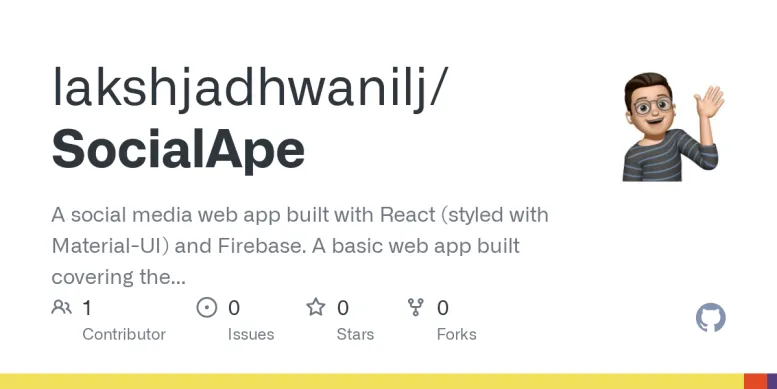 lakshjadhwanilj/
SocialApe
A social media web app built with React (styled with
Material-UI) and Firebase. A basic web app built
covering the...
1 0 0 0
Contributor Issues Stars Forks